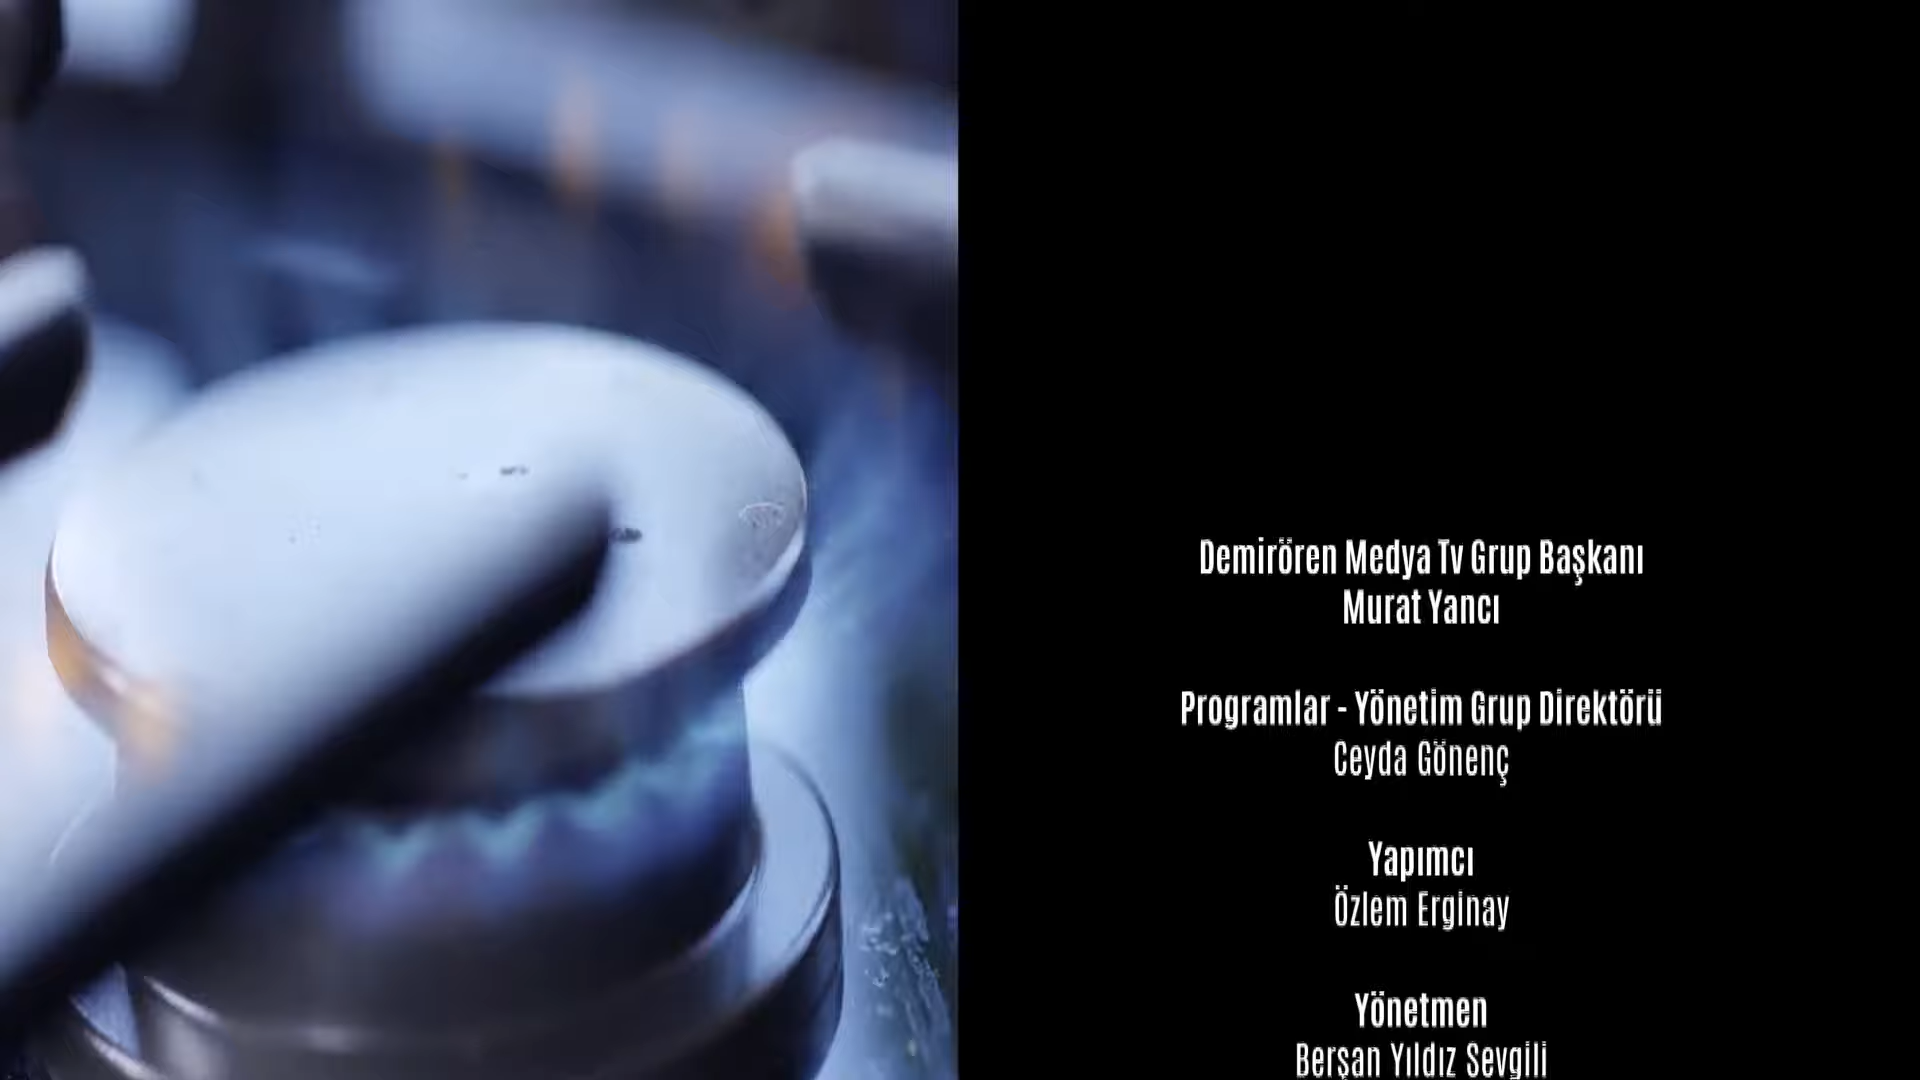 Demirören Medya Tv Grup Başkanı
Murat Yancı
Programlar - Yönetim Grup Direktörü
Ceyda Gönenç
Yapımcı
Özlem Erginay
Yönetmen
Berşan Yıldız Sevgili